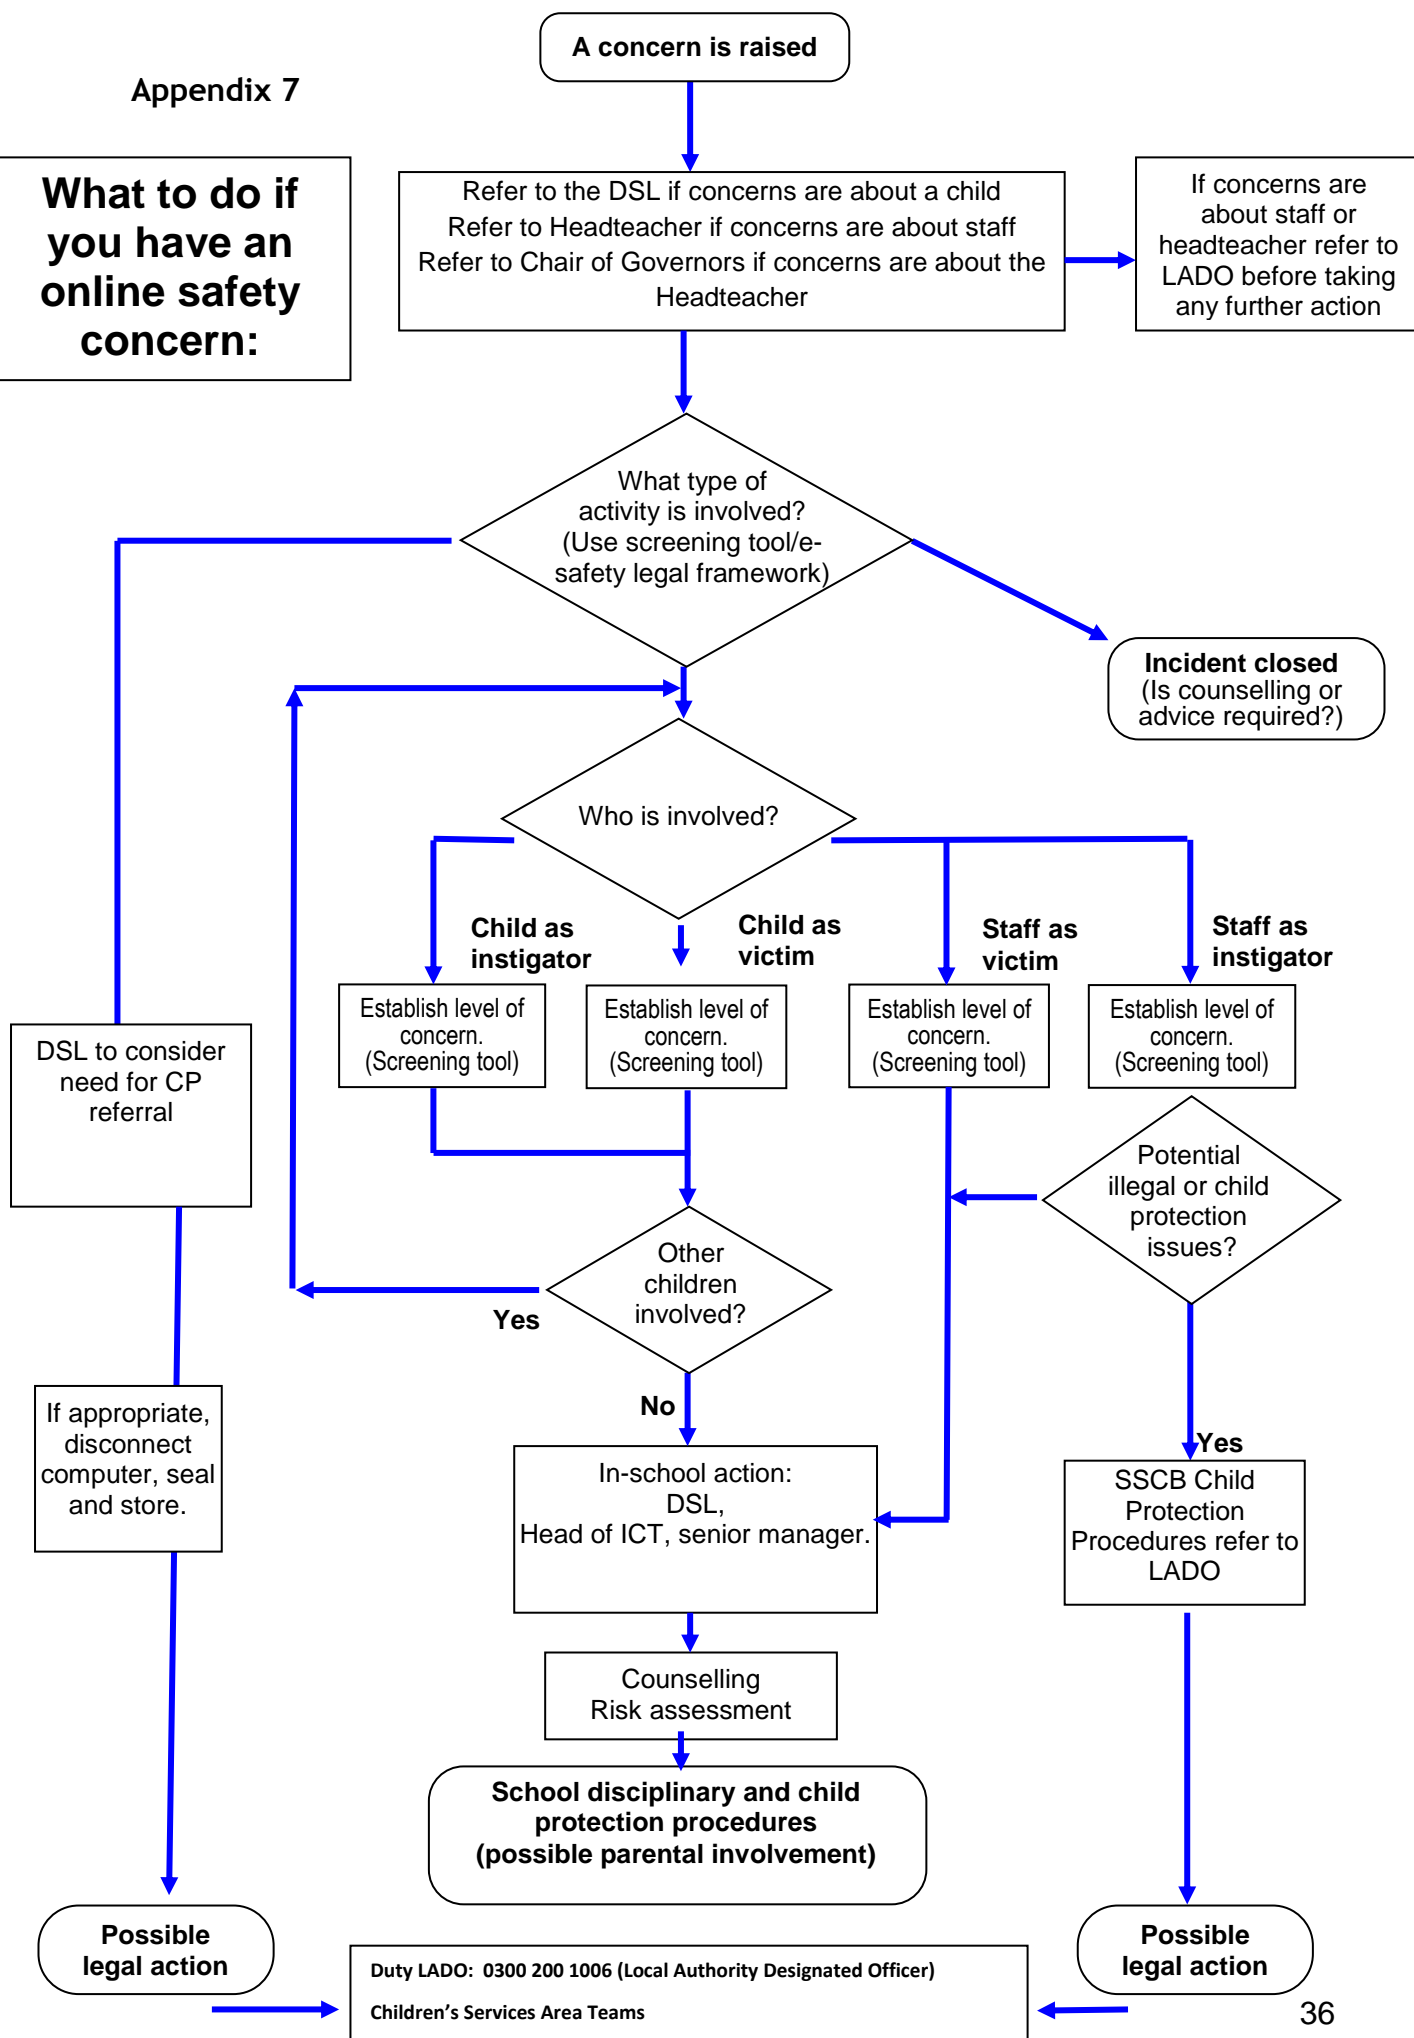 A concern is raised
Appendix 7
What to do if
you have an
online safety
concern:
Refer to the DSL if concerns are about a child
Refer to Headteacher if concerns are about staff
Refer to Chair of Governors if concerns are about the
Headteacher
If concerns are
about staff or
headteacher refer to
LADO before taking
any further action
What type of
activity is involved?
(Use screening tool/e-
safety legal framework)
Incident closed
(Is counselling or
advice required?)
Who is involved?
Child as
instigator
Child as
victim
Staff as
victim
Staff as
instigator
Establish level of
concern.
(Screening tool)
Establish level of
concern.
(Screening tool)
Establish level of
concern.
(Screening tool)
Establish level of
concern.
(Screening tool)
DSL to consider
need for CP
referral
Potential
illegal or child
protection
issues?
Other
children
involved?
Yes
No
Yes
If appropriate,
disconnect
computer, seal
and store.
In-school action:
DSL,
Head of ICT, senior manager.
SSCB Child
Protection
Procedures refer to
LADO
Counselling
Risk assessment
School disciplinary and child
protection procedures
(possible parental involvement)
Possible
legal action
Possible
legal action
Duty LADO: 0300 200 1006 (Local Authority Designated Officer)
Children’s Services Area Teams
36